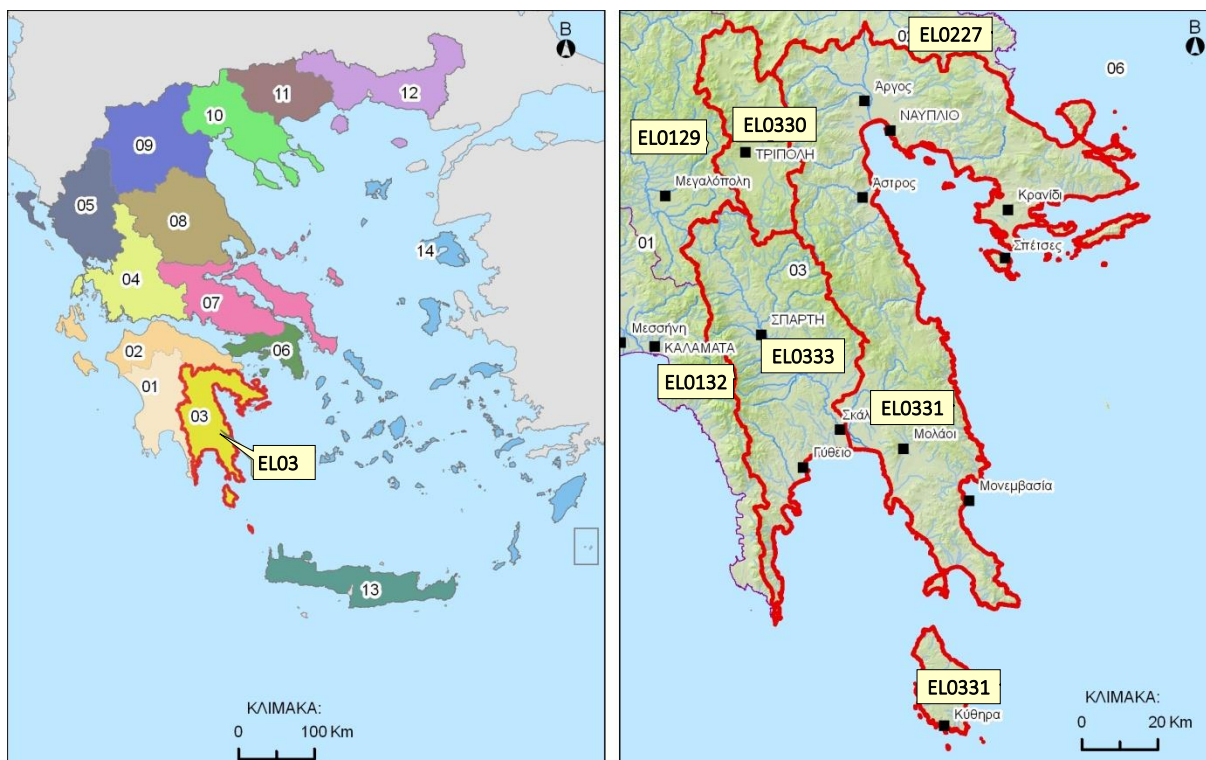 B
11
12
10
09
05
08
14
04
07
06
02
01
03
EL03
13
ΚΛΙΜΑΚΑ:
0 100 Km
EL0227
B
06
Άργος
ΝΑΥΠΛΙΟ
EL0330
EL0129
ΤΡΙΠΟΛΗ
Μεγαλόπολη
Άστρος
Κρανίδι
01
Σπέτσες
03
ΣΠΑΡΤΗ
Μεσσήνη
ΚΑΛΑΜΑΤΑ
EL0333
EL0132
EL0331
Μολάοι
Γύθειο
Μονεμβασία
EL0331
Κύθηρα
ΚΛΙΜΑΚΑ:
0 20 Km